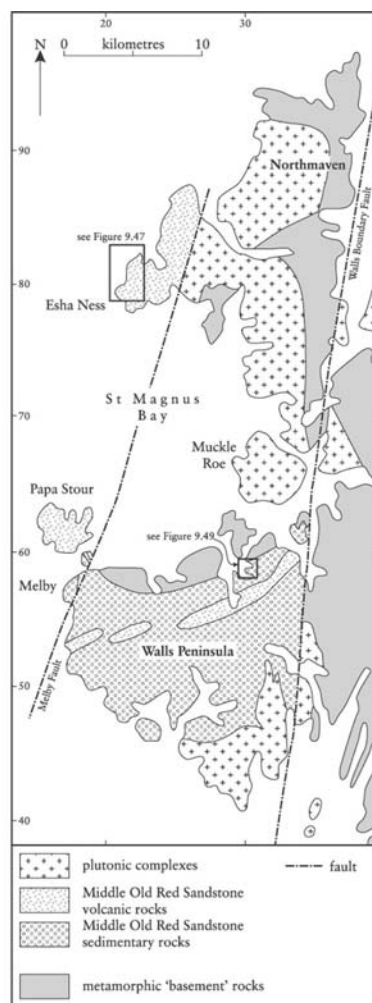 20
30
N
0
kilometres
10
90
Northmaven
see Figure 9.47
80
Esha Ness
Walls Boundary Fault
St Magnus
Bay
70
Muckle
Roe
Papa Stour
see Figure 9.49
60
Melby
Walls Peninsula
50
Melby Fault
40
plutonic complexes
fault
Middle Old Red Sandstone
volcanic rocks
Middle Old Red Sandstone
sedimentary rocks
metamorphic 'basement' rocks